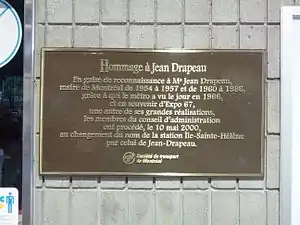 Hommage à Jean Drapeau
En guise de reconnaissance à Me Jean Drapeau,
maire de Montréal de 1954 à 1957 et de 1960 à 1986,
grâce à qui le métro a vu le jour en 1966,
et en souvenir d'Expo 67,
une autre de ses grandes réalisations,
les membres du conseil d'administration
ont procédé, le 10 mai 2000,
au changement du nom de la station Île-Sainte-Hélène
par celui de Jean-Drapeau.
Société de transport
de Montréal